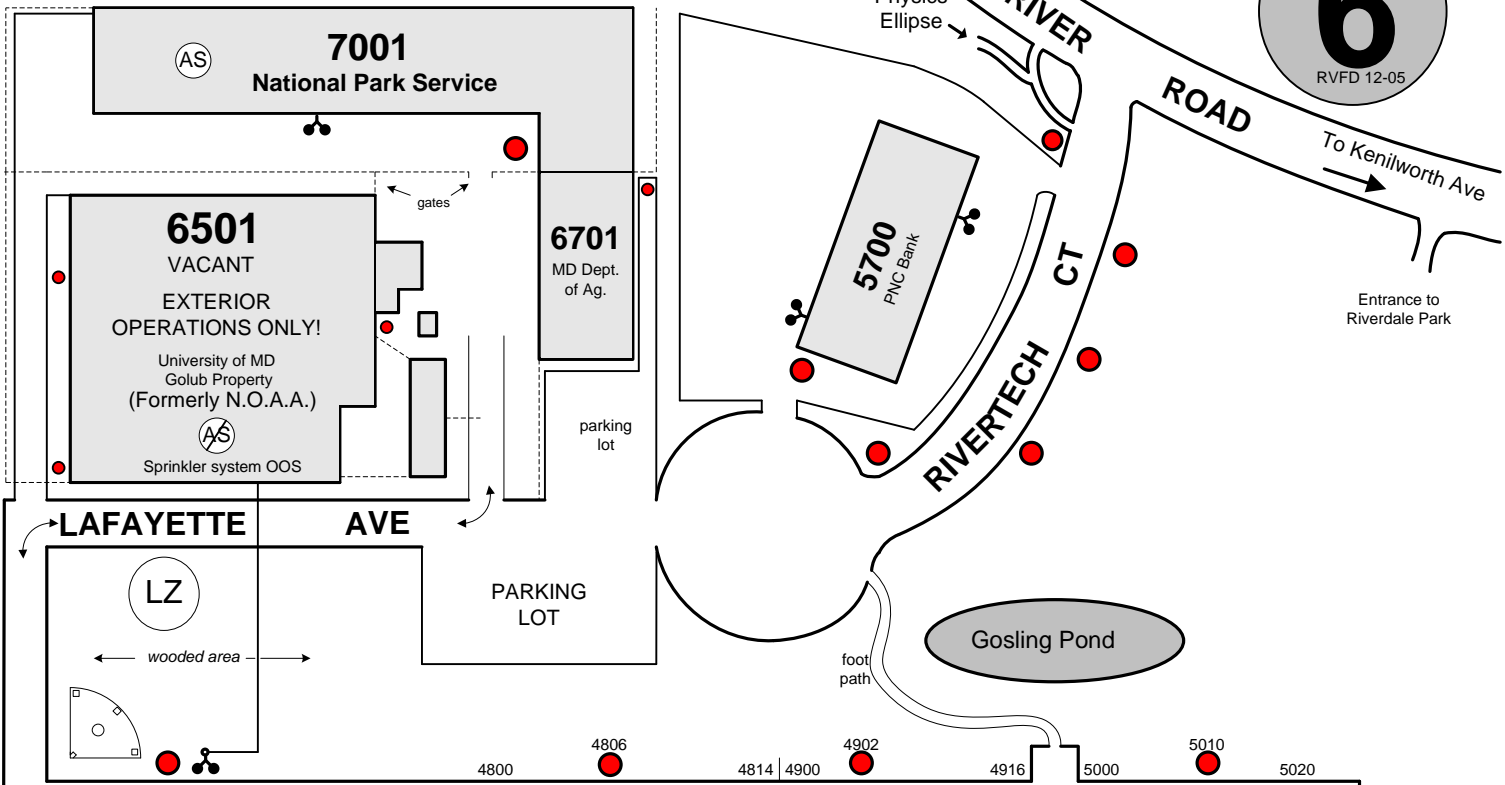 7001
National Park Service
AS
Physics
Ellipse
RIVER
ROAD
6
RVFD 12-05
To Kenilworth Ave
Entrance to
Riverdale Park
gates
6501
VACANT
EXTERIOR
OPERATIONS ONLY!
University of MD
Golub Property
(Formerly N.O.A.A.)
AS
Sprinkler system OOS
6701
MD Dept.
of Ag.
parking
lot
5700
PNC Bank
RIVERTECH CT
LAFAYETTE AVE
LZ
wooded area
PARKING
LOT
foot
path
Gosling Pond
4800
4806
4814
4900
4902
4916
5000
5010
5020